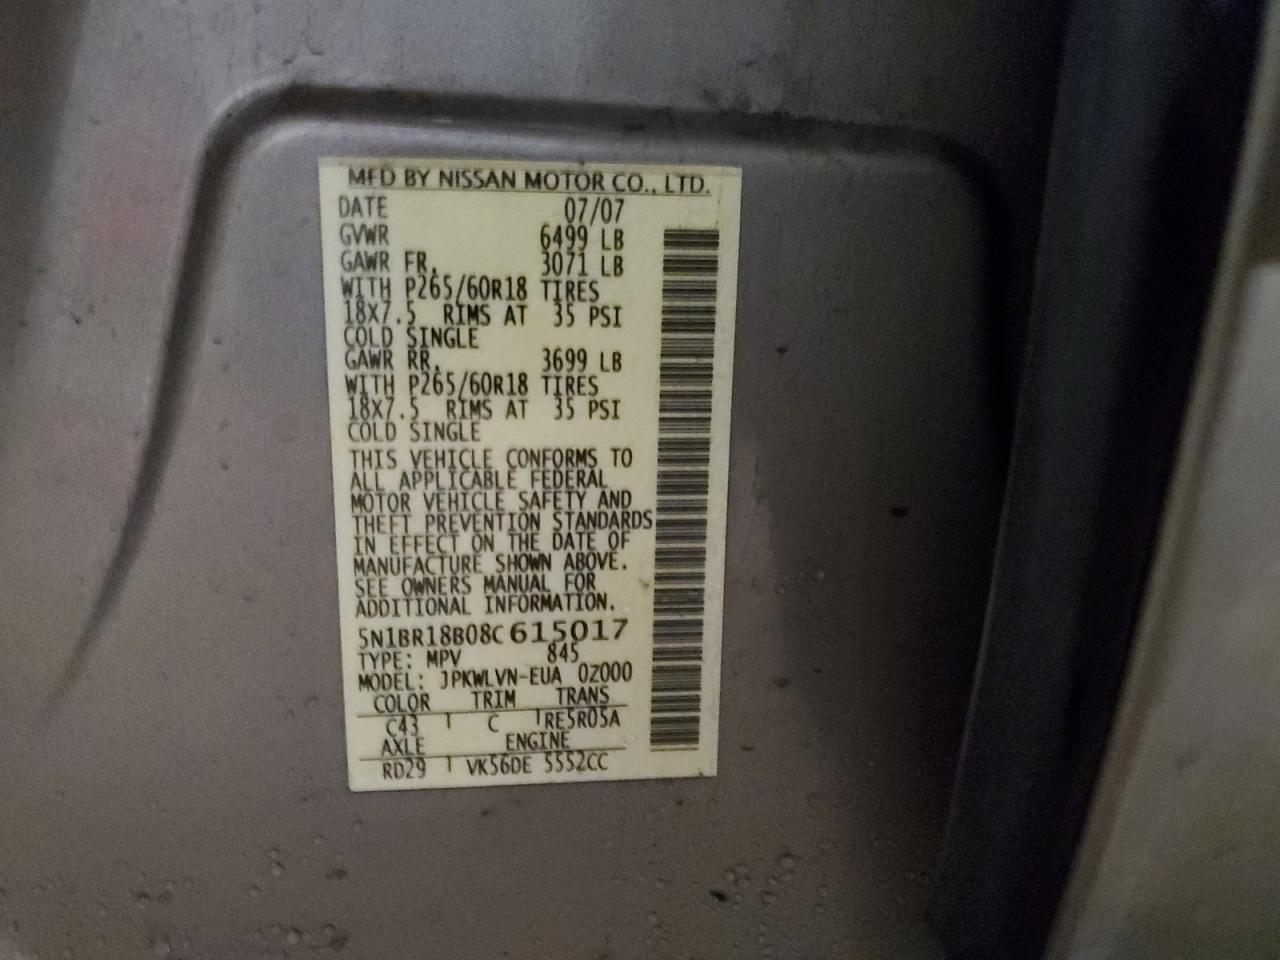 MFD BY NISSAN MOTOR CO., LTD.
DATE 07/07
GVWR 6499 LB
GAWR FR. 3071 LB
WITH P265/60R18 TIRES
18X7.5 RIMS AT 35 PSI
COLD SINGLE
GAWR RR. 3699 LB
WITH P265/60R18 TIRES
18X7.5 RIMS AT 35 PSI
COLD SINGLE
THIS VEHICLE CONFORMS TO
ALL APPLICABLE FEDERAL
MOTOR VEHICLE SAFETY AND
THEFT PREVENTION STANDARDS
IN EFFECT ON THE DATE OF
MANUFACTURE SHOWN ABOVE.
SEE OWNERS MANUAL FOR
ADDITIONAL INFORMATION.
5N1BR18B08C615017
TYPE: MPV 845
MODEL: JPKWLVN-EUA 0Z000
COLOR TRIM TRANS
C43 C RE5R05A
AXLE ENGINE
RD29 VK56DE 5552CC